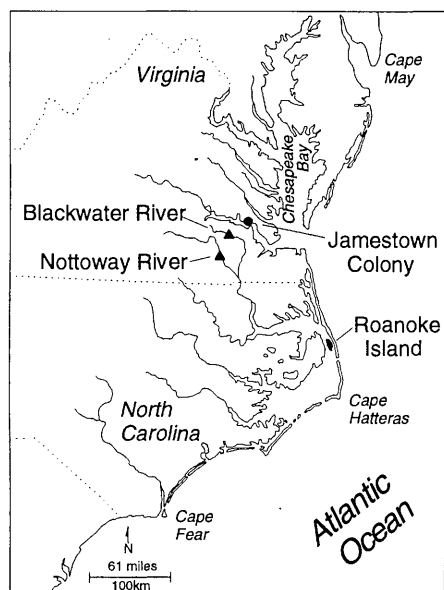 Cape
May
Virginia
Chesapeake
Bay
Blackwater River
Jamestown
Colony
Nottoway River
Roanoke
Island
Cape
Hatteras
North
Carolina
Atlantic
Ocean
Cape
Fear
N
61 miles
100km